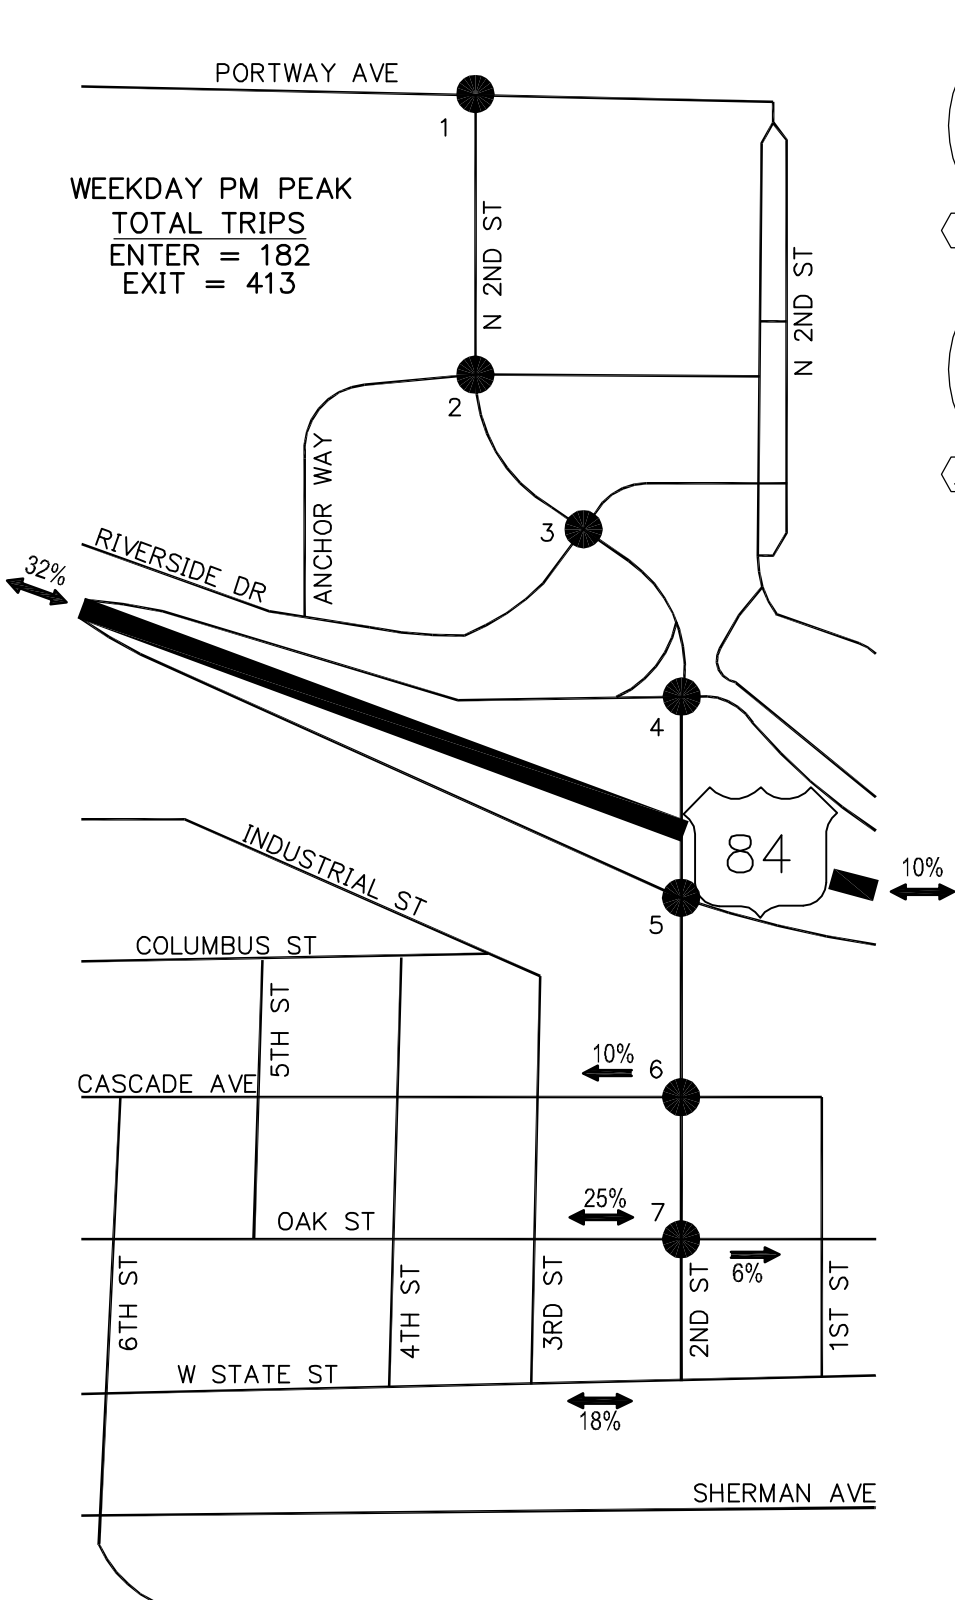 PORTWAY AVE
1
WEEKDAY PM PEAK
TOTAL TRIPS
ENTER = 182
EXIT = 413
N 2ND ST
N 2ND ST
2
ANCHOR WAY
3
RIVERSIDE DR
32%
4
84
10%
INDUSTRIAL ST
5
COLUMBUS ST
5TH ST
10%
6
CASCADE AVE
25%
7
OAK ST
6%
6TH ST
4TH ST
3RD ST
2ND ST
1ST ST
W STATE ST
18%
SHERMAN AVE